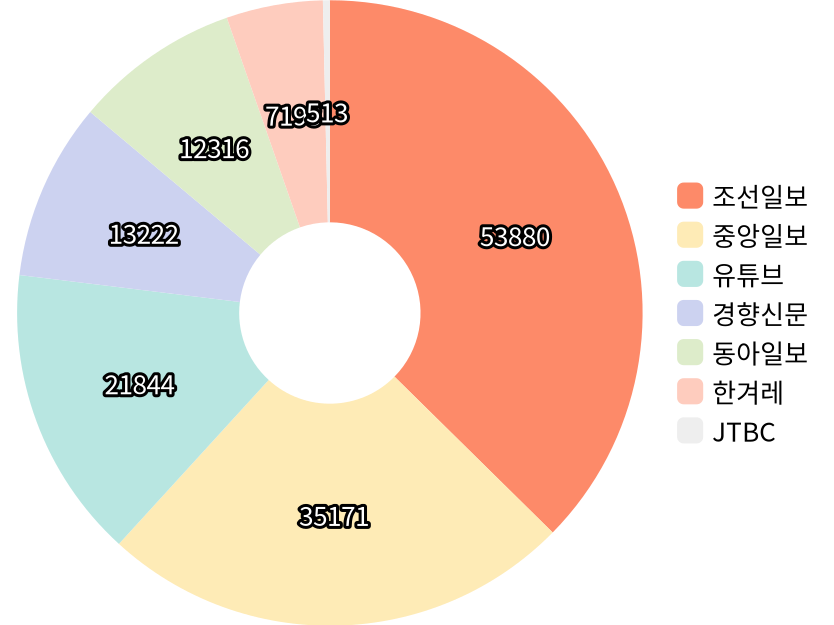 53880
35171
21844
13222
12316
513
조선일보
중앙일보
유튜브
경향신문
동아일보
한겨레
JTBC